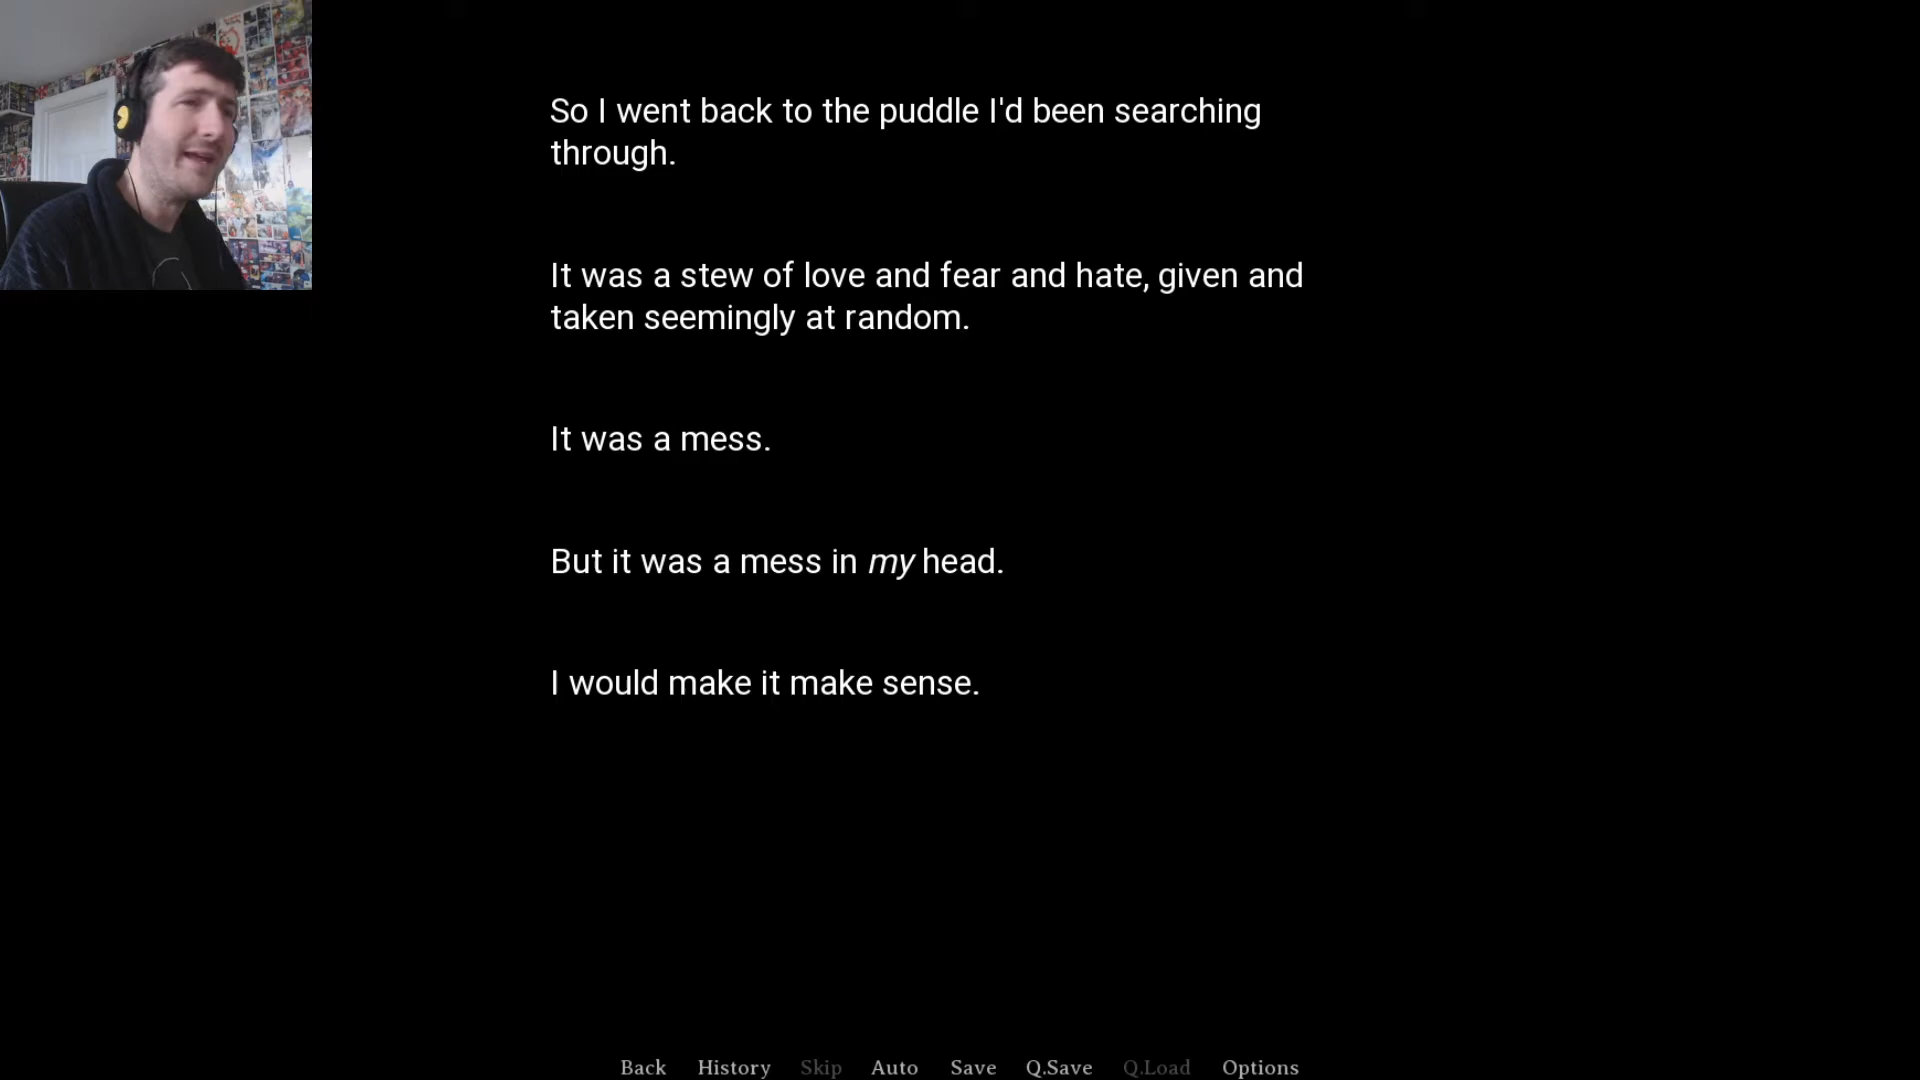 So I went back to the puddle I'd been searching
through.
It was a stew of love and fear and hate, given and
taken seemingly at random.
It was a mess.
But it was a mess in my head.
I would make it make sense.
Back History Skip Auto Save Q.Save Q.Load Options